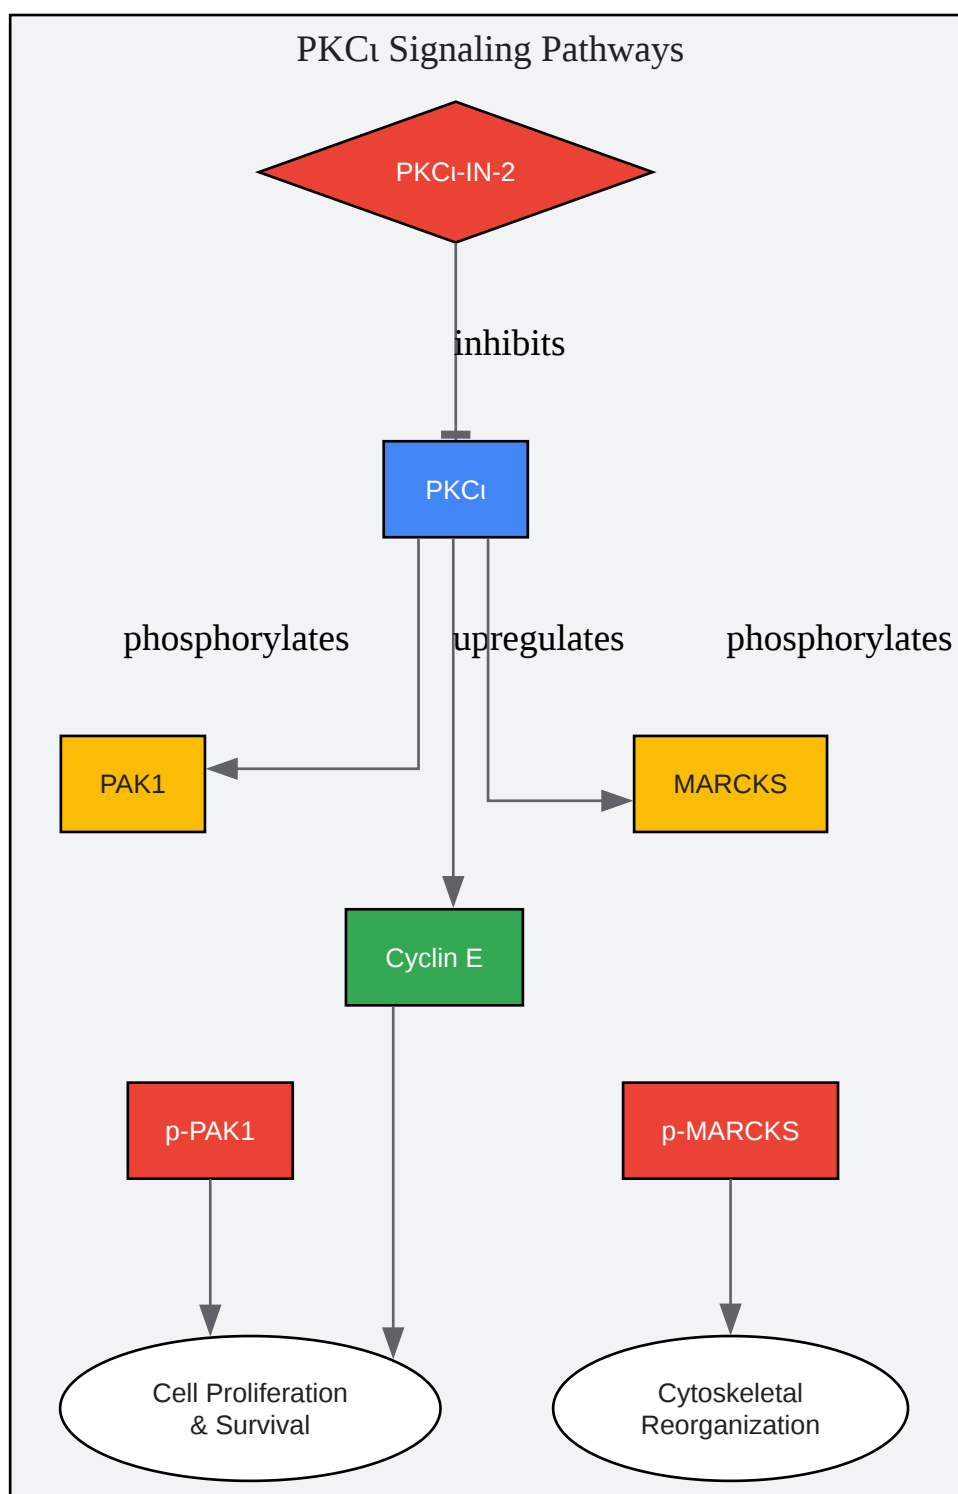 PKCι Signaling Pathways
PKCι-IN-2
inhibits
PKCι
phosphorylates
upregulates
phosphorylates
PAK1
MARCKS
Cyclin E
p-PAK1
p-MARCKS
Cell Proliferation
& Survival
Cytoskeletal
Reorganization